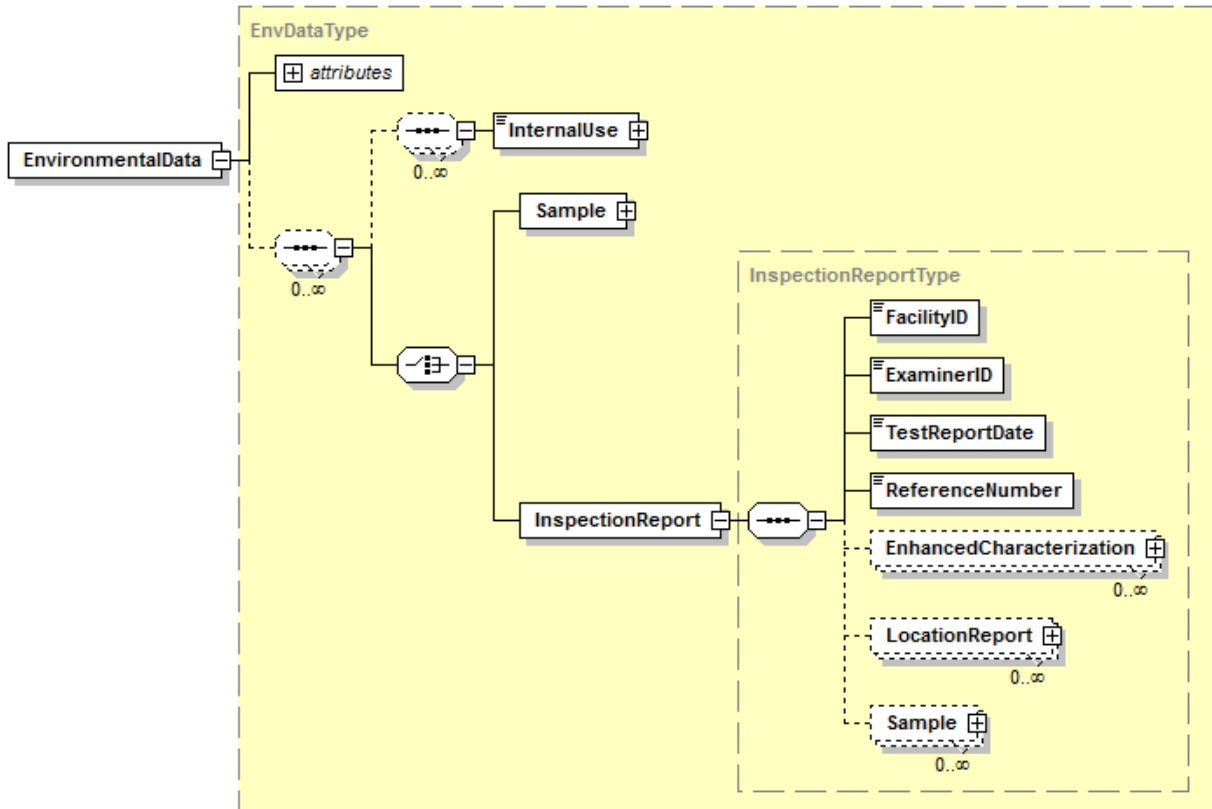 EnvDataType
attributes
InternalUse
0..∞
EnvironmentalData
Sample
0..∞
InspectionReportType
FacilityID
ExaminerID
TestReportDate
ReferenceNumber
InspectionReport
EnhancedCharacterization
0..∞
LocationReport
0..∞
Sample
0..∞